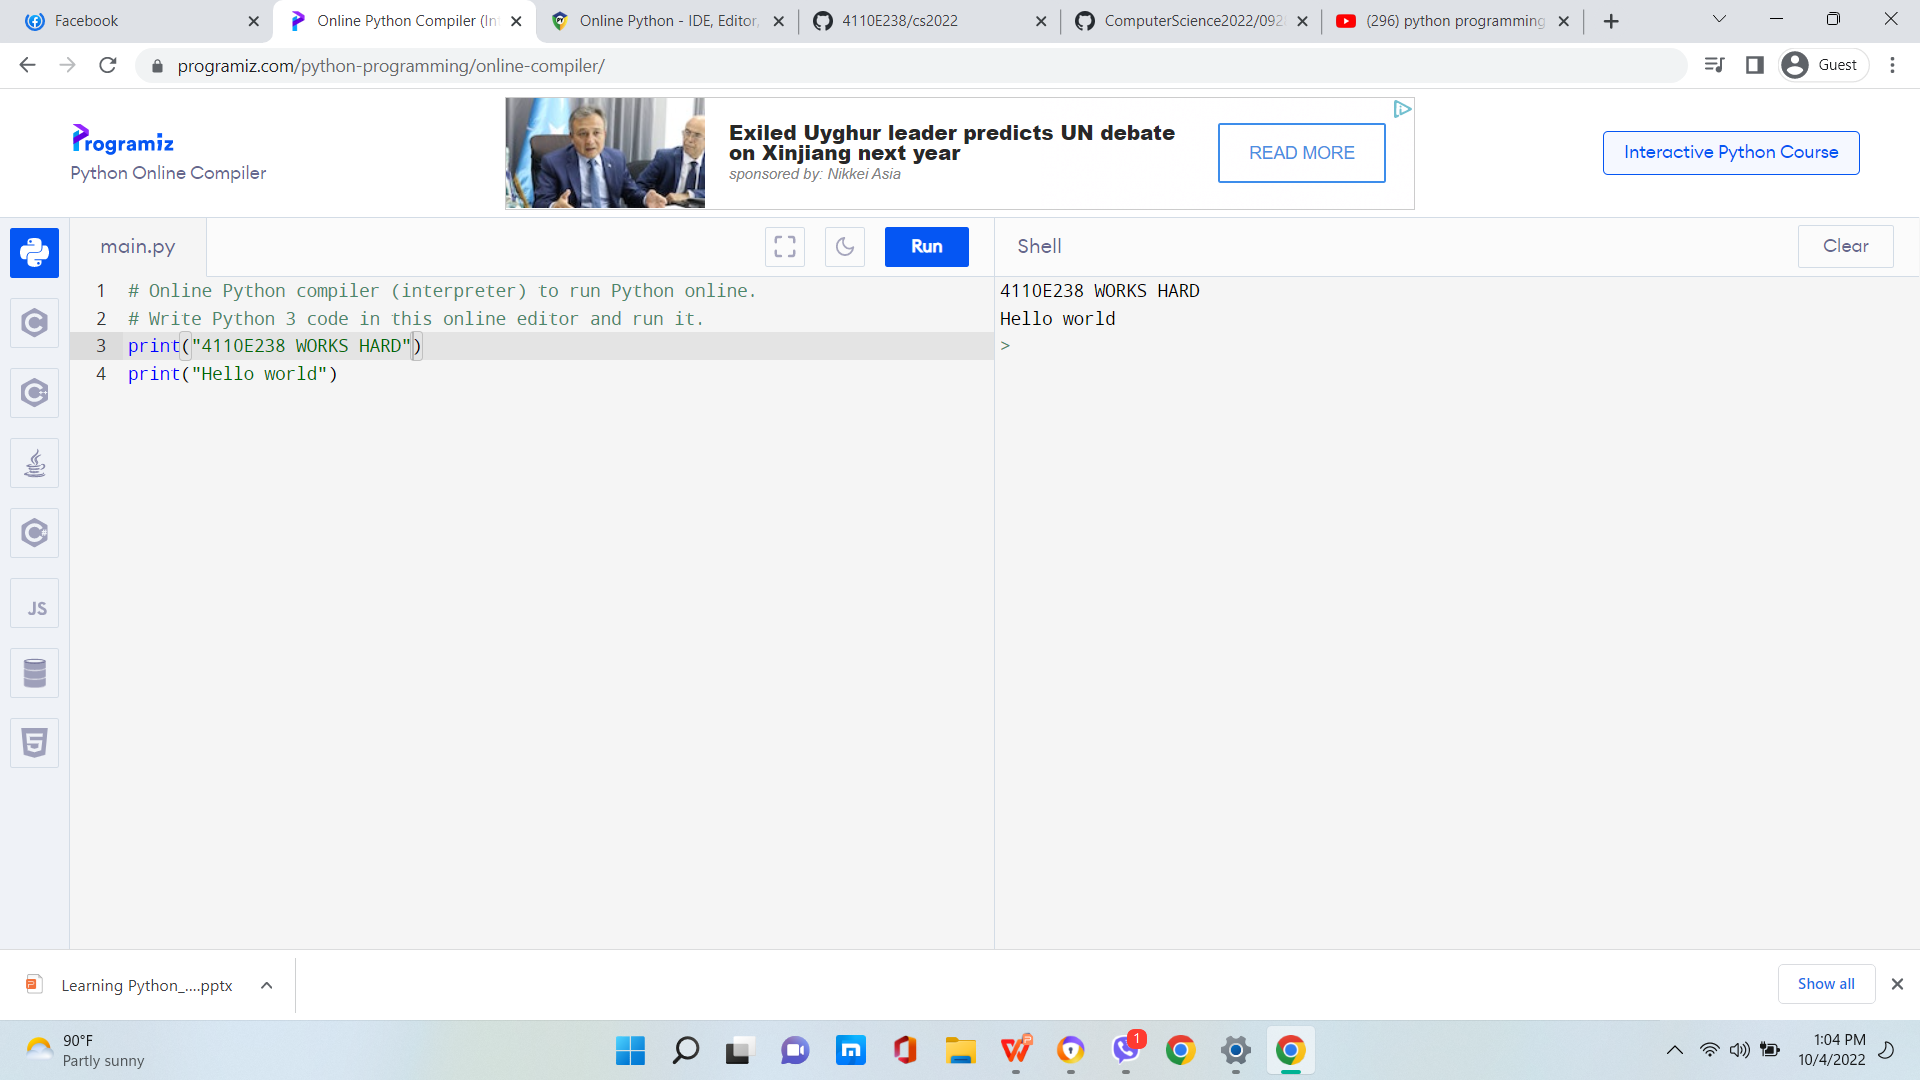 Facebook
Online Python Compiler (In
Online Python - IDE, Editor,
4110E238/cs2022
ComputerScience2022/092
(296) python programming
programiz.com/python-programming/online-compiler/
Guest
Programiz
Python Online Compiler
Exiled Uyghur leader predicts UN debate
on Xinjiang next year
sponsored by: Nikkei Asia
READ MORE
Interactive Python Course
main.py
Run
Shell
Clear
1 # Online Python compiler (interpreter) to run Python online.
2 # Write Python 3 code in this online editor and run it.
3 print("4110E238 WORKS HARD")
4 print("Hello world")
4110E238 WORKS HARD
Hello world
>
JS
Learning Python_....pptx
Show all
90°F
Partly sunny
1
1:04 PM
10/4/2022